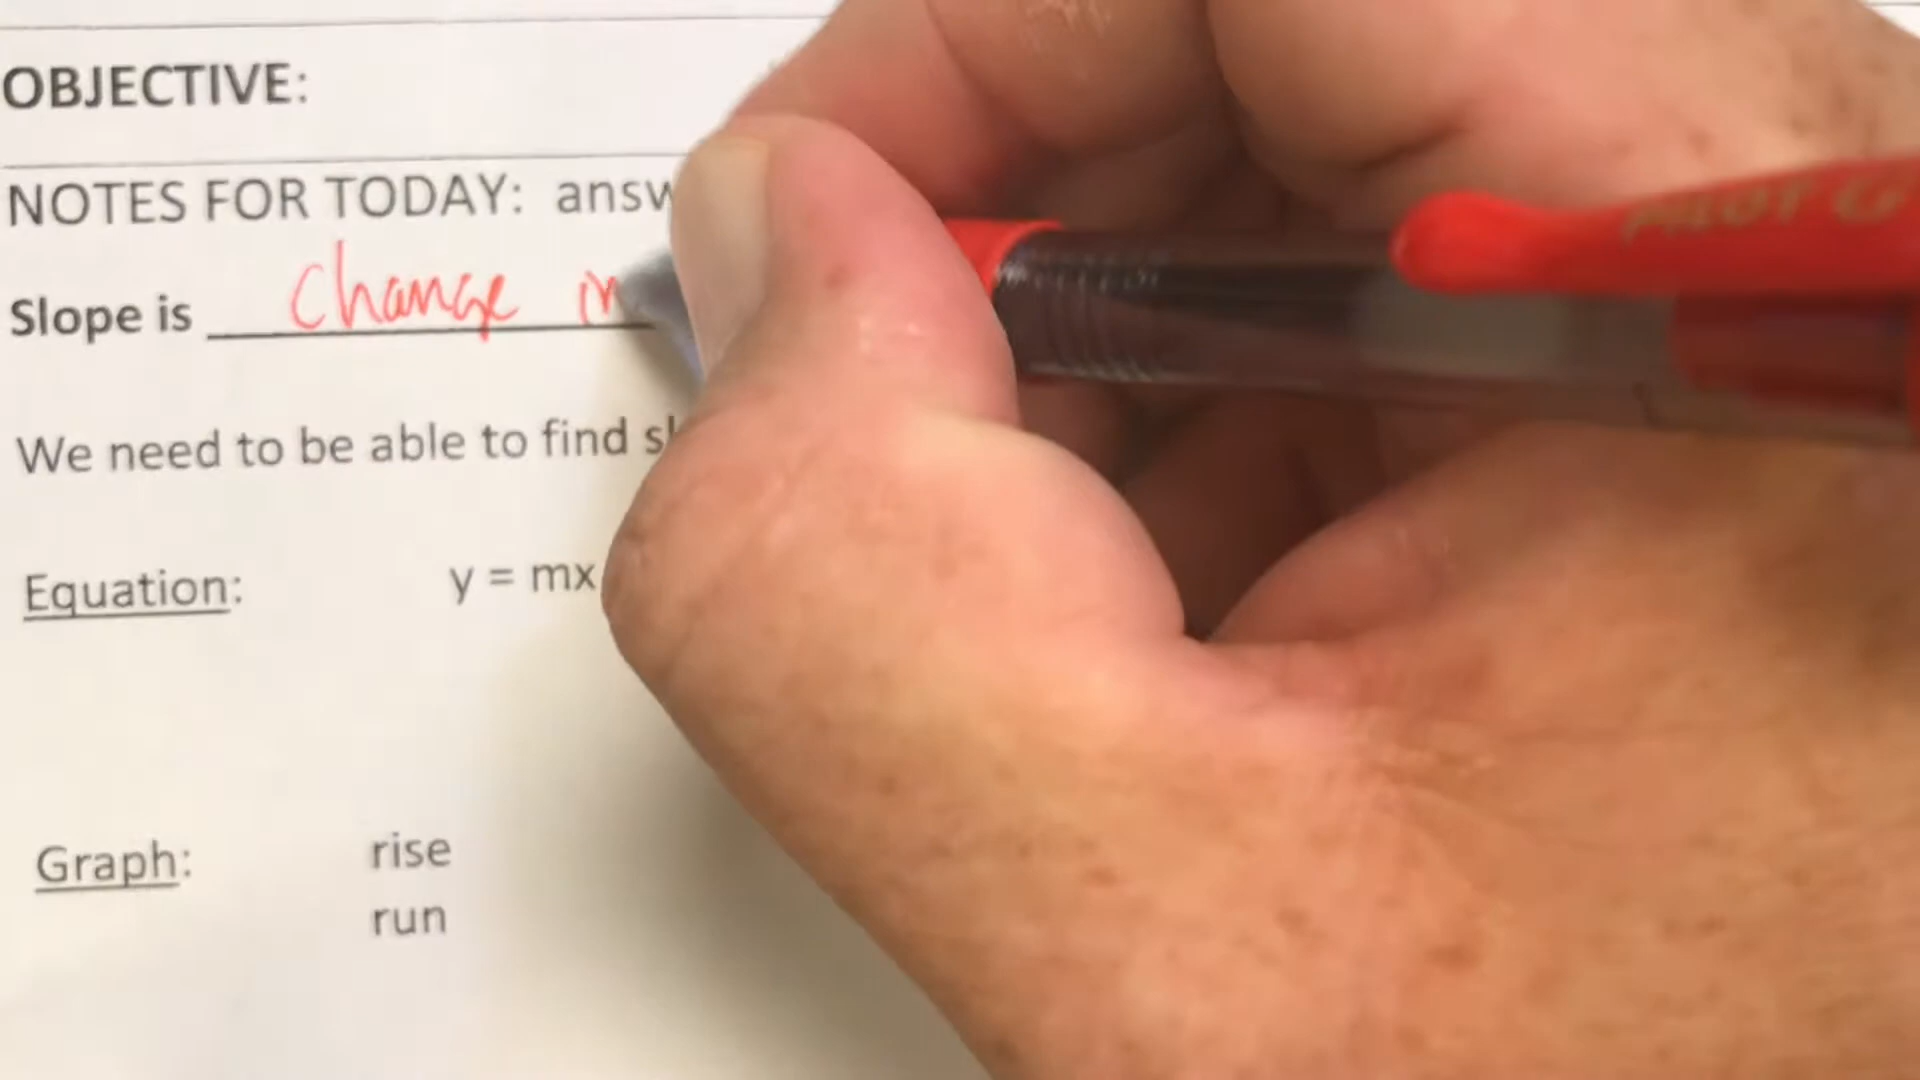 OBJECTIVE:
NOTES FOR TODAY: answ
Slope is change in
We need to be able to find sl
Equation: y = mx
Graph: rise
run
PILOT G